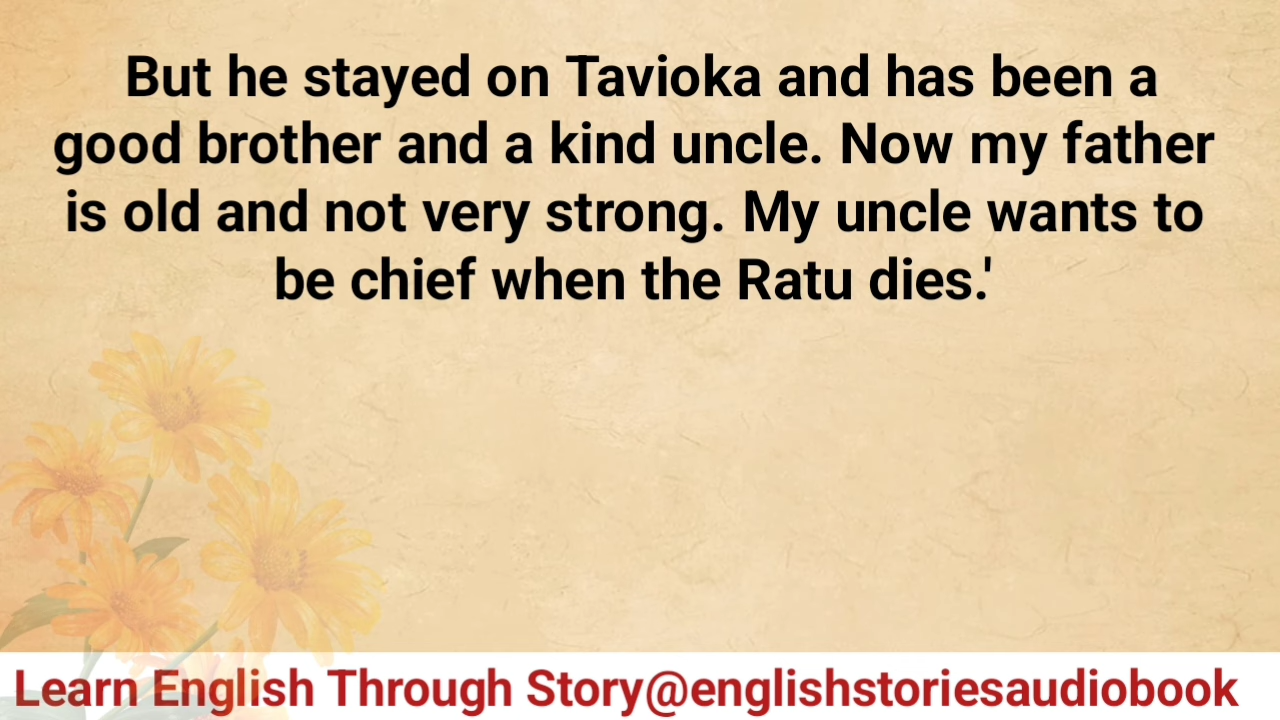 But he stayed on Tavioka and has been a
good brother and a kind uncle. Now my father
is old and not very strong. My uncle wants to
be chief when the Ratu dies.'
Learn English Through Story@englishstoriesaudiobook